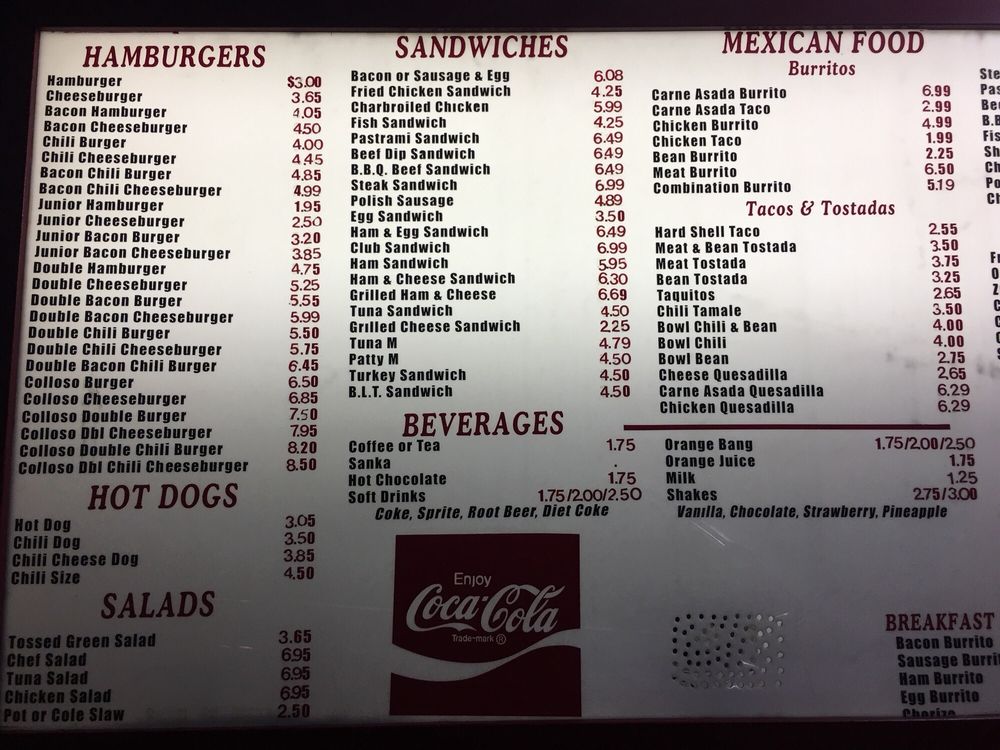 HAMBURGERS
Hamburger $3.00
Cheeseburger 3.65
Bacon Hamburger 4.05
Bacon Cheeseburger 4.50
Chili Burger 4.00
Chili Cheeseburger 4.45
Bacon Chili Burger 4.85
Bacon Chili Cheeseburger 4.99
Junior Hamburger 1.95
Junior Cheeseburger 2.50
Junior Bacon Burger 3.20
Junior Bacon Cheeseburger 3.85
Double Hamburger 4.75
Double Cheeseburger 5.25
Double Bacon Burger 5.55
Double Bacon Cheeseburger 5.99
Double Chili Burger 5.50
Double Chili Cheeseburger 5.75
Double Bacon Chili Burger 6.45
Colloso Burger 6.50
Colloso Cheeseburger 6.85
Colloso Double Burger 7.50
Colloso Dbl Cheeseburger 7.95
Colloso Double Chili Burger 8.20
Colloso Dbl Chili Cheeseburger 8.50
HOT DOGS
Hot Dog 3.05
Chili Dog 3.50
Chili Cheese Dog 3.85
Chili Size 4.50
SALADS
Tossed Green Salad 3.65
Chef Salad 6.95
Tuna Salad 6.95
Chicken Salad 6.95
Pot or Cole Slaw 2.50
SANDWICHES
Bacon or Sausage & Egg 6.08
Fried Chicken Sandwich 4.25
Charbroiled Chicken 5.99
Fish Sandwich 4.25
Pastrami Sandwich 6.49
Beef Dip Sandwich 6.49
B.B.Q. Beef Sandwich 6.49
Steak Sandwich 6.99
Polish Sausage 4.89
Egg Sandwich 3.50
Ham & Egg Sandwich 6.49
Club Sandwich 6.99
Ham Sandwich 5.95
Ham & Cheese Sandwich 6.30
Grilled Ham & Cheese 6.69
Tuna Sandwich 4.50
Grilled Cheese Sandwich 2.25
Tuna M 4.79
Patty M 4.50
Turkey Sandwich 4.50
B.L.T. Sandwich 4.50
BEVERAGES
Coffee or Tea 1.75
Sanka
Hot Chocolate 1.75
Soft Drinks 1.75/2.00/2.50
Coke, Sprite, Root Beer, Diet Coke
Enjoy
Coca-Cola
Trade-mark ®
MEXICAN FOOD
Burritos
Carne Asada Burrito 6.99
Carne Asada Taco 2.99
Chicken Burrito 4.99
Chicken Taco 1.99
Bean Burrito 2.25
Meat Burrito 6.50
Combination Burrito 5.19
Tacos & Tostadas
Hard Shell Taco 2.55
Meat & Bean Tostada 3.50
Meat Tostada 3.75
Bean Tostada 3.25
Taquitos 2.65
Chili Tamale 3.50
Bowl Chili & Bean 4.00
Bowl Chili 4.00
Bowl Bean 2.75
Cheese Quesadilla 2.65
Carne Asada Quesadilla 6.29
Chicken Quesadilla 6.29
Orange Bang 1.75/2.00/2.50
Orange Juice 1.75
Milk 1.25
Shakes 2.75/3.00
Vanilla, Chocolate, Strawberry, Pineapple
BREAKFAST
Bacon Burrito
Sausage Burri
Ham Burrito
Egg Burrito
Chorizo